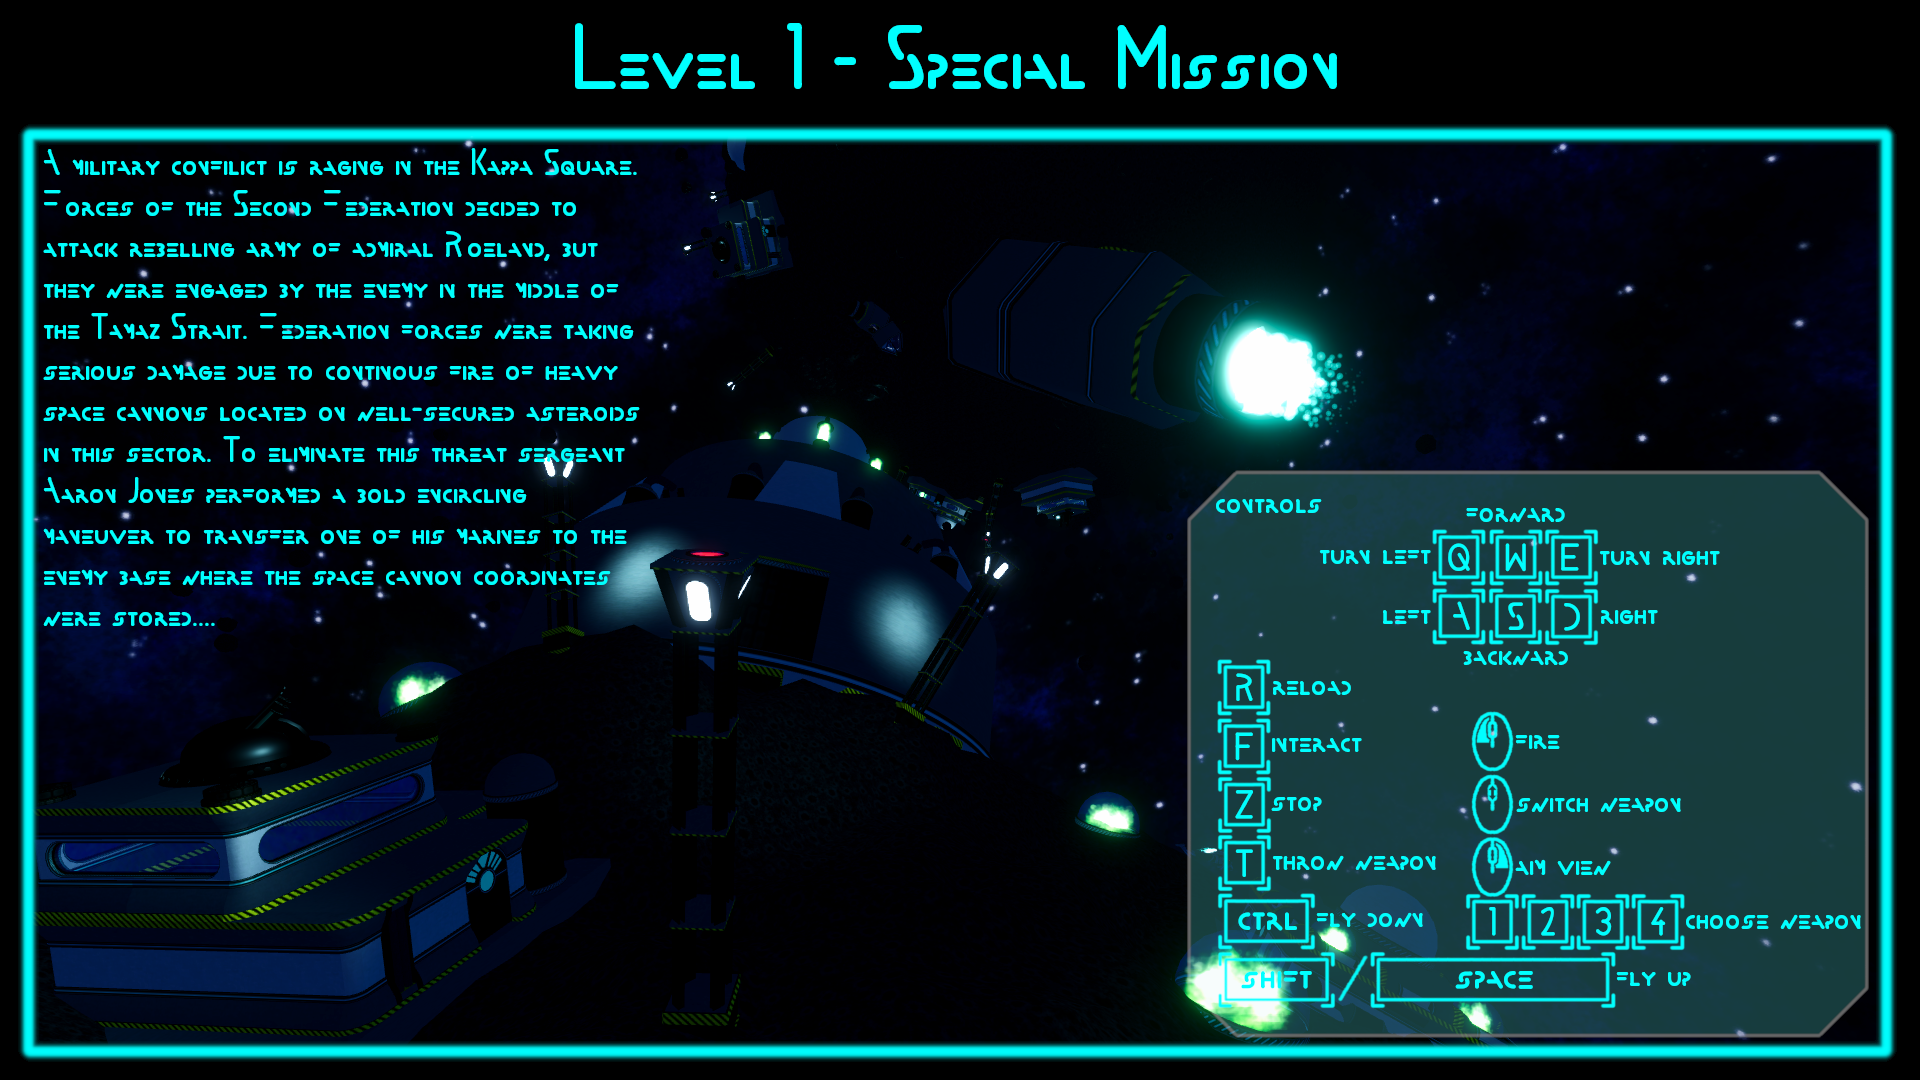 Level 1 - Special Mission
A military confilict is raging in the Kappa Square.
Forces of the Second Federation decided to
attack rebelling army of admiral Roeland, but
they were engaged by the enemy in the middle of
the Tamaz Strait. Federation forces were taking
serious damage due to continous fire of heavy
space cannons located on well-secured asteroids
in this sector. To eliminate this threat sergeant
Aaron Jones performed a bold encircling
maneuver to transfer one of his marines to the
enemy base where the space cannon coordinates
were stored....
Controls
Forward
Turn left Q W E Turn right
Left A S D Right
Backward
R Reload
F Interact
Fire
Z Stop
Switch weapon
T Throw weapon
Aim view
CTRL Fly down
1 2 3 4 Choose weapon
SHIFT / SPACE Fly up